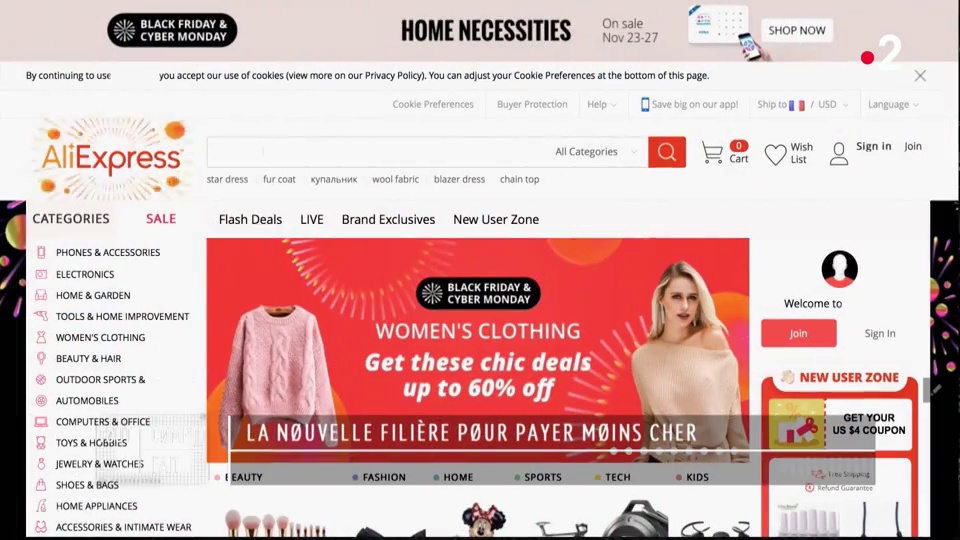 BLACK FRIDAY &
CYBER MONDAY
HOME NECESSITIES
On sale
Nov 23-27
SHOP NOW
2
By continuing to use you accept our use of cookies (view more on our Privacy Policy). You can adjust your Cookie Preferences at the bottom of this page.
Cookie Preferences
Buyer Protection
Help
Save big on our app!
Ship to / USD
Language
AliExpress
All Categories
0
Cart
Wish
List
Sign in
Join
star dress fur coat купальник wool fabric blazer dress chain top
CATEGORIES
SALE
Flash Deals LIVE Brand Exclusives New User Zone
PHONES & ACCESSORIES
ELECTRONICS
HOME & GARDEN
TOOLS & HOME IMPROVEMENT
WOMEN'S CLOTHING
BEAUTY & HAIR
OUTDOOR SPORTS &
AUTOMOBILES
COMPUTERS & OFFICE
TOYS & HOBBIES
JEWELRY & WATCHES
SHOES & BAGS
HOME APPLIANCES
ACCESSORIES & INTIMATE WEAR
BLACK FRIDAY &
CYBER MONDAY
WOMEN'S CLOTHING
Get these chic deals
up to 60% off
LA NØUVELLE FILIÈRE PØUR PAYER MØINS CHER
BEAUTY FASHION HOME SPORTS TECH KIDS
Welcome to
Join
Sign In
NEW USER ZONE
GET YOUR
US $4 COUPON
Free Shipping
Refund Guarantee